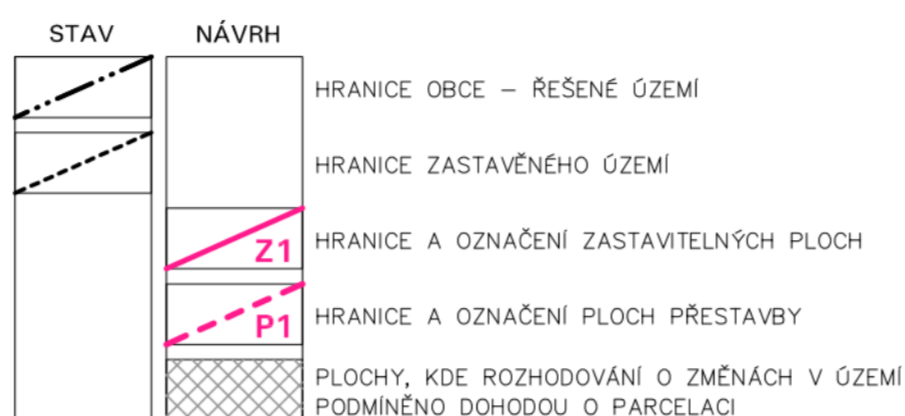 STAV NÁVRH
HRANICE OBCE – ŘEŠENÉ ÚZEMÍ
HRANICE ZASTAVĚNÉHO ÚZEMÍ
Z1 HRANICE A OZNAČENÍ ZASTAVITELNÝCH PLOCH
P1 HRANICE A OZNAČENÍ PLOCH PŘESTAVBY
PLOCHY, KDE ROZHODOVÁNÍ O ZMĚNÁCH V ÚZEMÍ
PODMÍNĚNO DOHODOU O PARCELACI